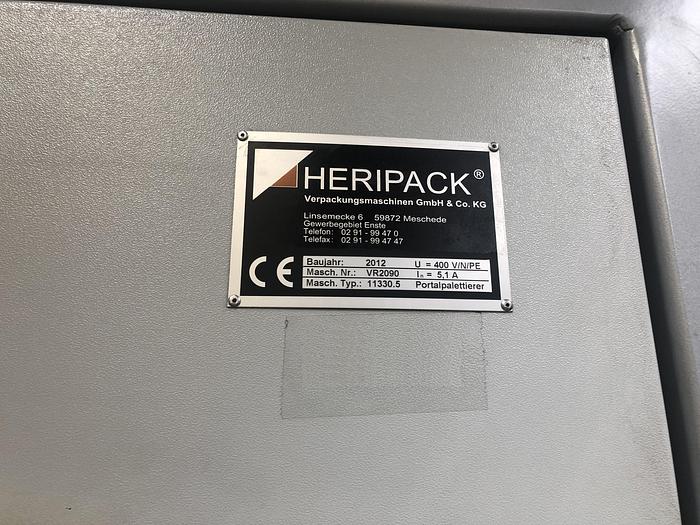 HERIPACK®
Verpackungsmaschinen GmbH & Co. KG
Linsemecke 6 59872 Meschede
Gewerbegebiet Enste
Telefon: 02 91 - 99 47 0
Telefax: 02 91 - 99 47 47
CE
Baujahr: 2012 U = 400 V/N/PE
Masch. Nr.: VR2090 Iₙ = 5,1 A
Masch. Typ.: 11330.5 Portalpalettierer